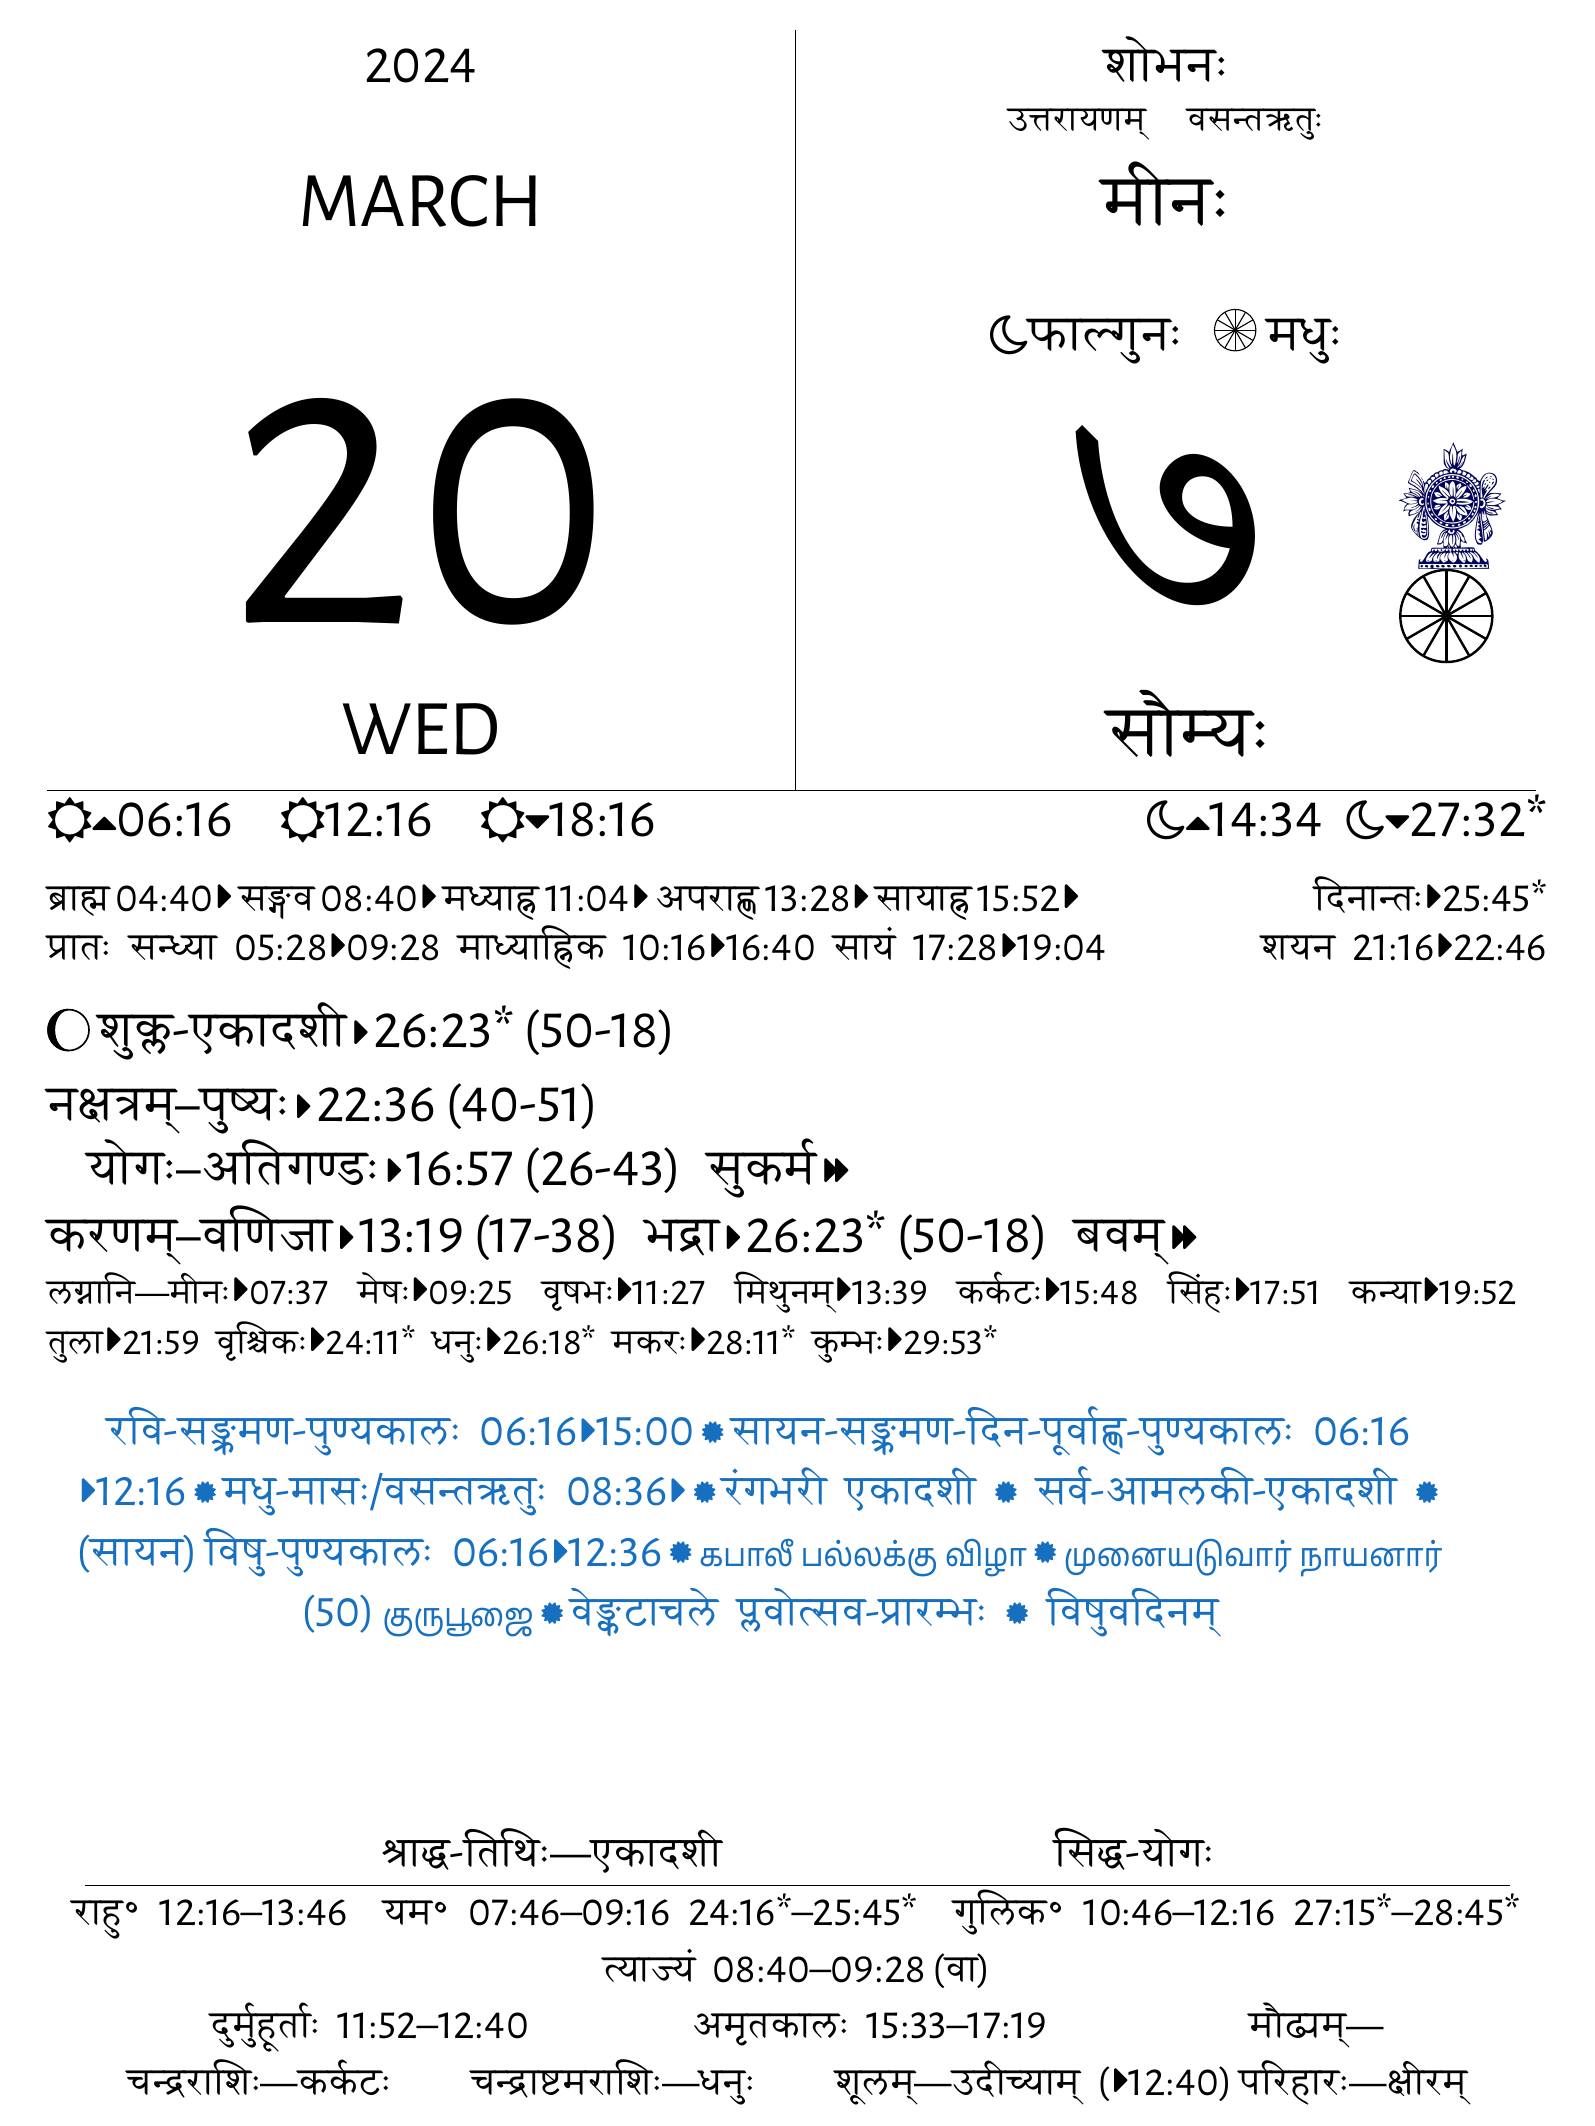 2024
MARCH
20
WED
शोभनः
उत्तरायणम् वसन्तऋतुः
मीनः
फाल्गुनः मधुः
७
सौम्यः
06:16 12:16 18:16 14:34 27:32*
ब्राह्म 04:40 सङ्गव 08:40 मध्याह्न 11:04 अपराह्ण 13:28 सायाह्न 15:52 दिनान्तः 25:45*
प्रातः सन्ध्या 05:28 09:28 माध्याह्निक 10:16 16:40 सायं 17:28 19:04 शयन 21:16 22:46
शुक्ल-एकादशी 26:23* (50-18)
नक्षत्रम्–पुष्यः 22:36 (40-51)
योगः–अतिगण्डः 16:57 (26-43) सुकर्म
करणम्–वणिजा 13:19 (17-38) भद्रा 26:23* (50-18) बवम्
लग्नानि—मीनः 07:37 मेषः 09:25 वृषभः 11:27 मिथुनम् 13:39 कर्कटः 15:48 सिंहः 17:51 कन्या 19:52
तुला 21:59 वृश्चिकः 24:11* धनुः 26:18* मकरः 28:11* कुम्भः 29:53*
रवि-सङ्क्रमण-पुण्यकालः 06:16 15:00 सायन-सङ्क्रमण-दिन-पूर्वाह्ण-पुण्यकालः 06:16
12:16 मधु-मासः/वसन्तऋतुः 08:36 रंगभरी एकादशी सर्व-आमलकी-एकादशी
(सायन) विषु-पुण्यकालः 06:16 12:36 கபாலீ பல்லக்கு விழா முனையடுவார் நாயனார்
(50) குருபூஜை वेङ्कटाचले प्लवोत्सव-प्रारम्भः विषुवदिनम्
श्राद्ध-तिथिः—एकादशी सिद्ध-योगः
राहु॰ 12:16–13:46 यम॰ 07:46–09:16 24:16*–25:45* गुलिक॰ 10:46–12:16 27:15*–28:45*
त्याज्यं 08:40–09:28 (वा)
दुर्मुहूर्ताः 11:52–12:40 अमृतकालः 15:33–17:19 मौढ्यम्—
चन्द्रराशिः—कर्कटः चन्द्राष्टमराशिः—धनुः शूलम्—उदीच्याम् (12:40) परिहारः—क्षीरम्